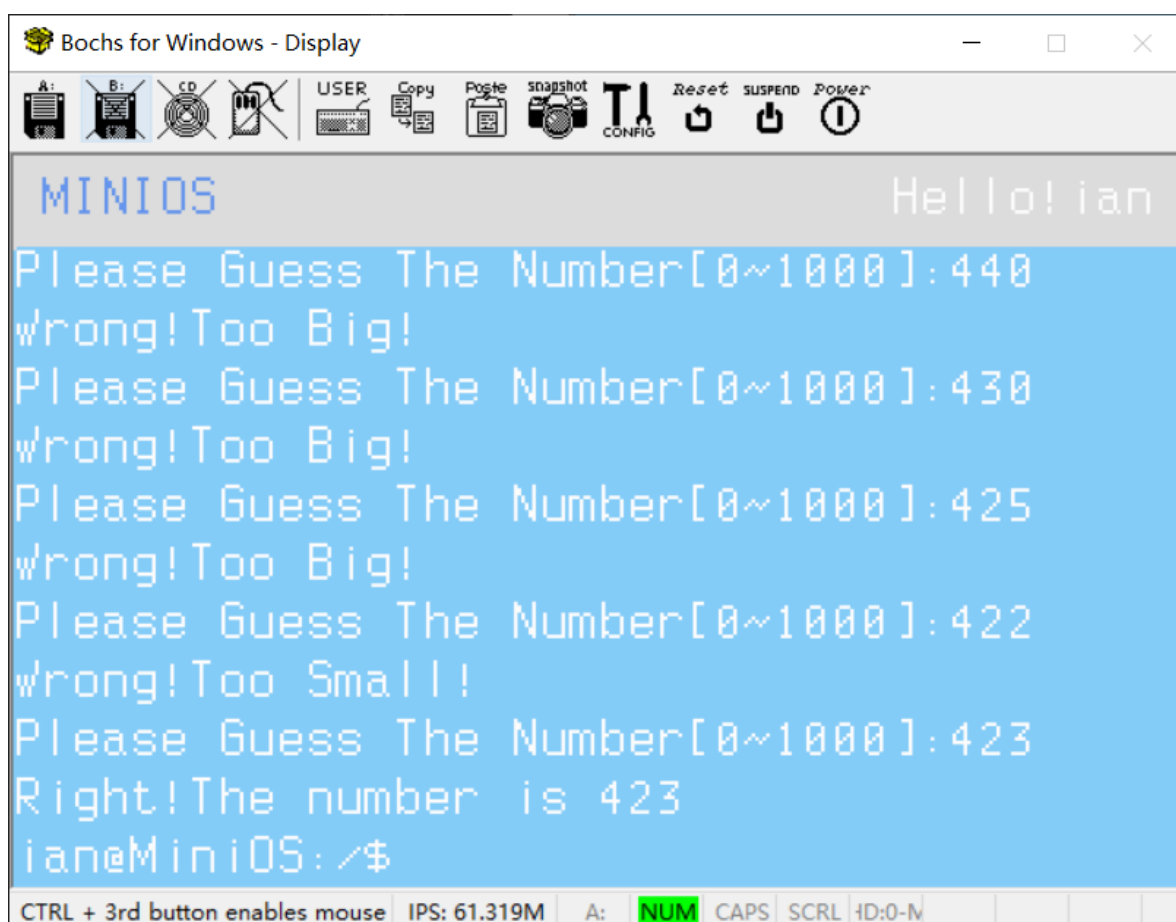 Bochs for Windows - Display
A: B: CD USER Copy Paste snapshot CONFIG Reset SUSPEND Power
MINIOS Hello!ian
Please Guess The Number[0~1000]:440
Wrong!Too Big!
Please Guess The Number[0~1000]:430
Wrong!Too Big!
Please Guess The Number[0~1000]:425
Wrong!Too Big!
Please Guess The Number[0~1000]:422
Wrong!Too Small!
Please Guess The Number[0~1000]:423
Right!The number is 423
ian@MiniOS:/$
CTRL + 3rd button enables mouse IPS: 61.319M A: NUM CAPS SCRL HD:0-M